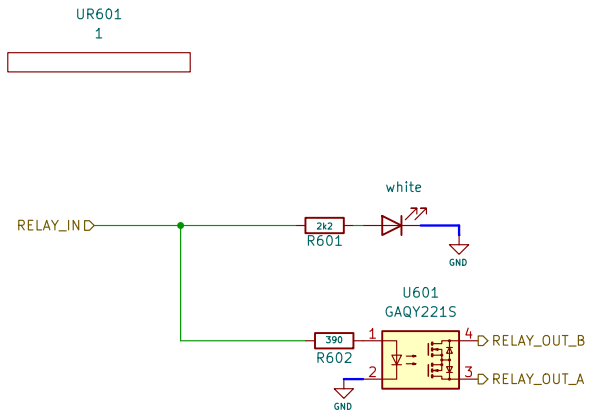 UR601
1
white
RELAY_IN
2k2
R601
GND
U601
GAQY221S
1
390
R602
4
RELAY_OUT_B
2
3
RELAY_OUT_A
GND